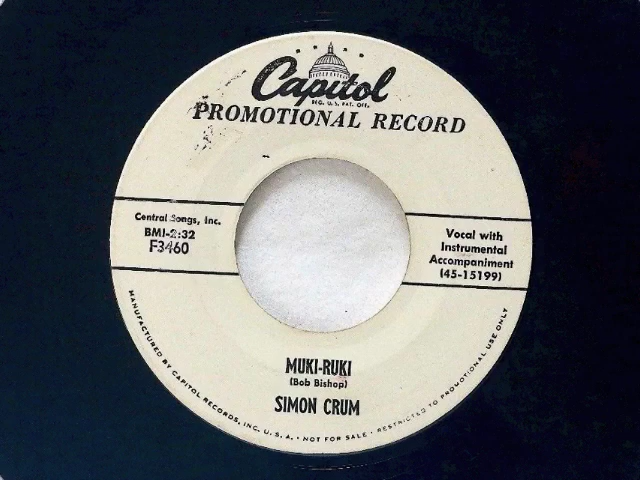 BRAND
Capitol
REG. U.S. PAT. OFF.
PROMOTIONAL RECORD
Central Songs, Inc.
BMI-2:32
F3460
Vocal with
Instrumental
Accompaniment
(45-15199)
MUKI-RUKI
(Bob Bishop)
SIMON CRUM
MANUFACTURED BY CAPITOL RECORDS, INC. U.S.A. • NOT FOR SALE - RESTRICTED TO PROMOTIONAL USE ONLY